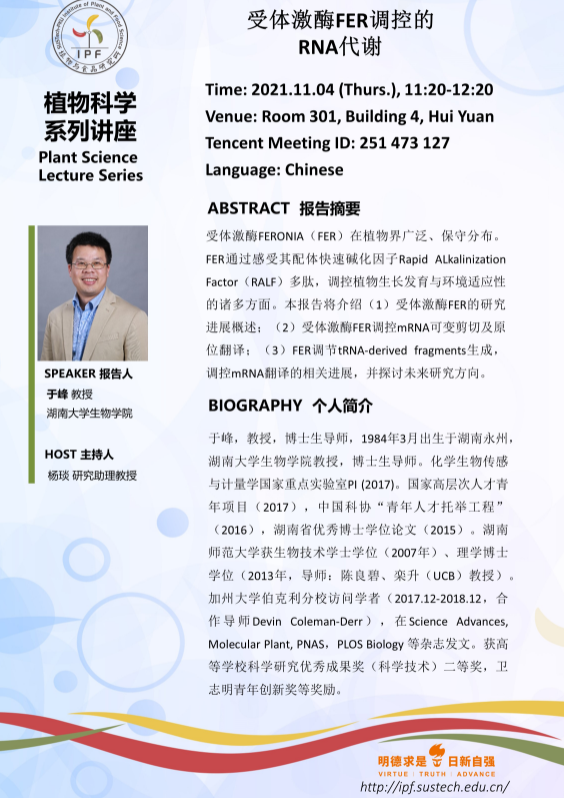 受体激酶FER调控的
RNA代谢
IPF
植物科学
系列讲座
Plant Science
Lecture Series
Time: 2021.11.04 (Thurs.), 11:20-12:20
Venue: Room 301, Building 4, Hui Yuan
Tencent Meeting ID: 251 473 127
Language: Chinese
ABSTRACT 报告摘要
受体激酶FERONIA（FER）在植物界广泛、保守分布。
FER通过感受其配体快速碱化因子Rapid ALkalinization
Factor（RALF）多肽，调控植物生长发育与环境适应性
的诸多方面。本报告将介绍（1）受体激酶FER的研究
进展概述；（2）受体激酶FER调控mRNA可变剪切及原
位翻译；（3）FER调节tRNA-derived fragments生成，
调控mRNA翻译的相关进展，并探讨未来研究方向。
SPEAKER 报告人
于峰 教授
湖南大学生物学院
HOST 主持人
杨琰 研究助理教授
BIOGRAPHY 个人简介
于峰，教授，博士生导师，1984年3月出生于湖南永州，
湖南大学生物学院教授，博士生导师。化学生物传感
与计量学国家重点实验室PI (2017)。国家高层次人才青
年项目（2017），中国科协“青年人才托举工程”
（2016），湖南省优秀博士学位论文（2015）。湖南
师范大学获生物技术学士学位（2007年）、理学博士
学位（2013年，导师：陈良碧、栾升（UCB）教授）。
加州大学伯克利分校访问学者（2017.12-2018.12，合
作导师Devin Coleman-Derr），在Science Advances,
Molecular Plant, PNAS，PLOS Biology 等杂志发文。获高
等学校科学研究优秀成果奖（科学技术）二等奖，卫
志明青年创新奖等奖励。
明德求是 日新自强
VIRTUE | TRUTH | ADVANCE
http://ipf.sustech.edu.cn/